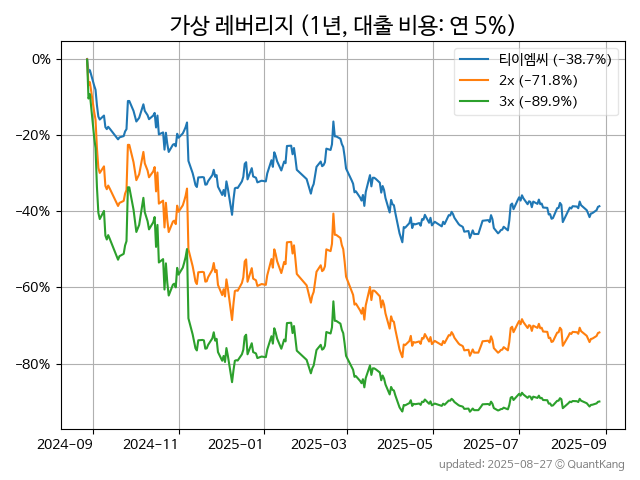 가상 레버리지 (1년, 대출 비용: 연 5%)
티이엠씨 (−38.7%)
2x (−71.8%)
3x (−89.9%)
0%
−20%
−40%
−60%
−80%
2024-09 2024-11 2025-01 2025-03 2025-05 2025-07 2025-09
updated: 2025-08-27 © QuantKang